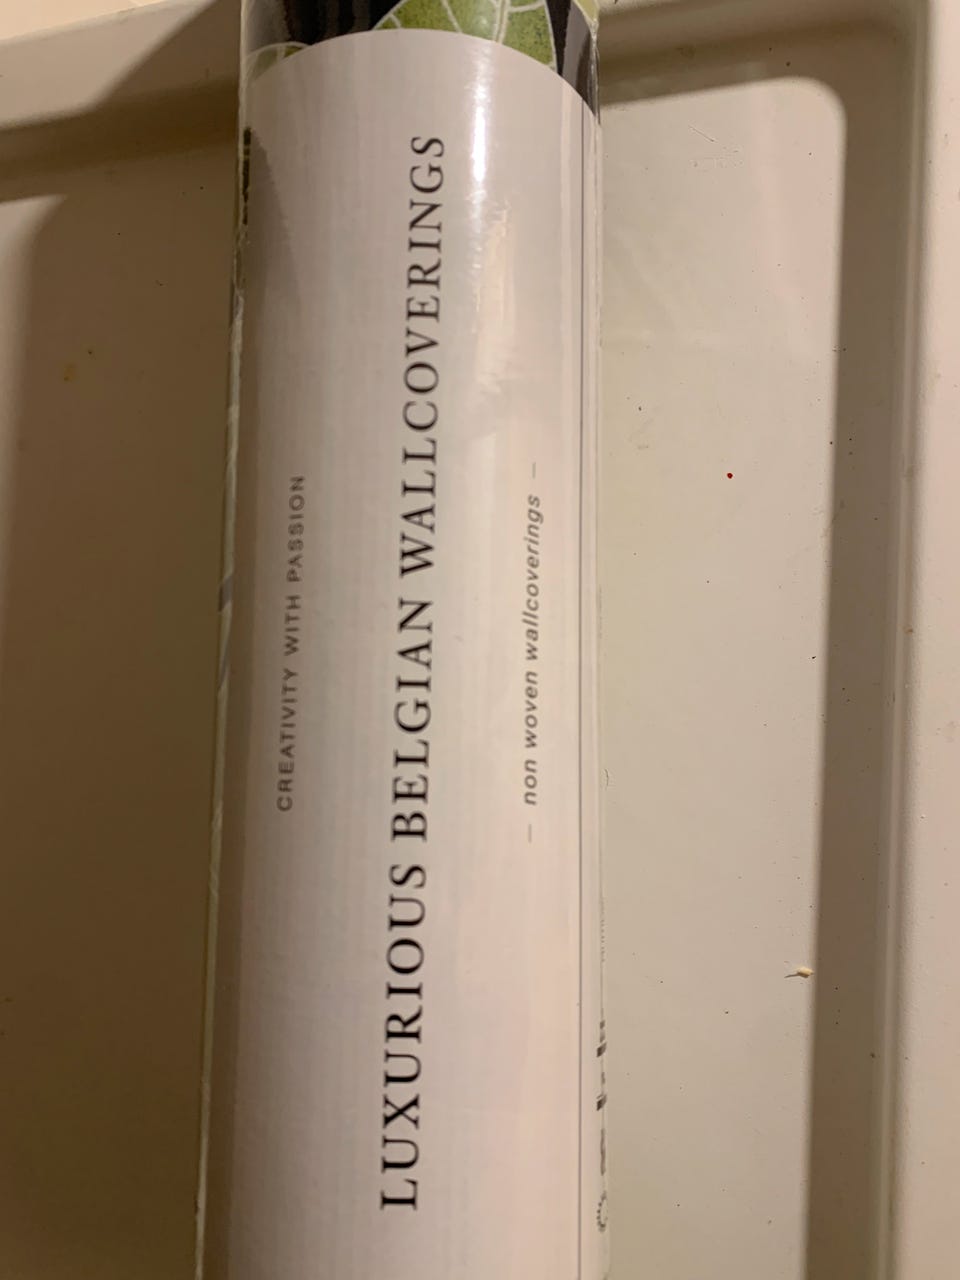 CREATIVITY WITH PASSION
LUXURIOUS BELGIAN WALLCOVERINGS
— non woven wallcoverings —